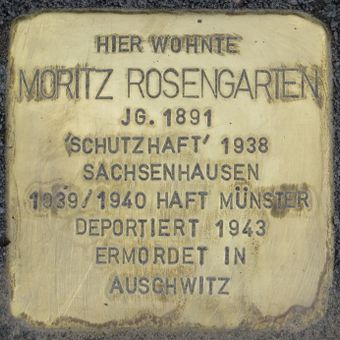 HIER WOHNTE
MORITZ ROSENGARTEN
JG. 1891
'SCHUTZHAFT' 1938
SACHSENHAUSEN
1939/1940 HAFT MÜNSTER
DEPORTIERT 1943
ERMORDET IN
AUSCHWITZ